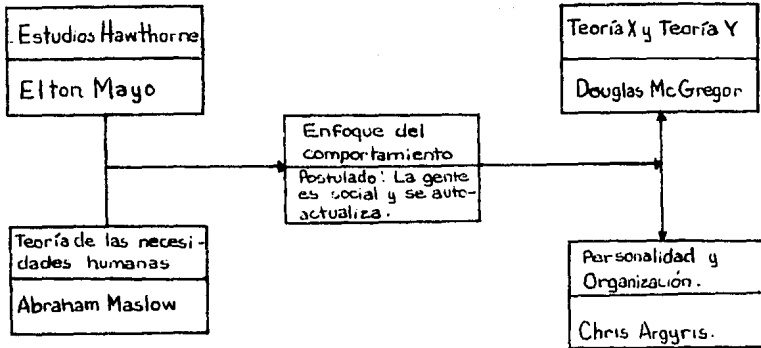 Estudios Hawthorne
Elton Mayo
Teoría de las necesi-
dades humanas
Abraham Maslow
Enfoque del
comportamiento
Postulado: La gente
es social y se auto-
actualiza.
Teoría X y Teoría Y
Douglas McGregor
Personalidad y
Organización.
Chris Argyris.